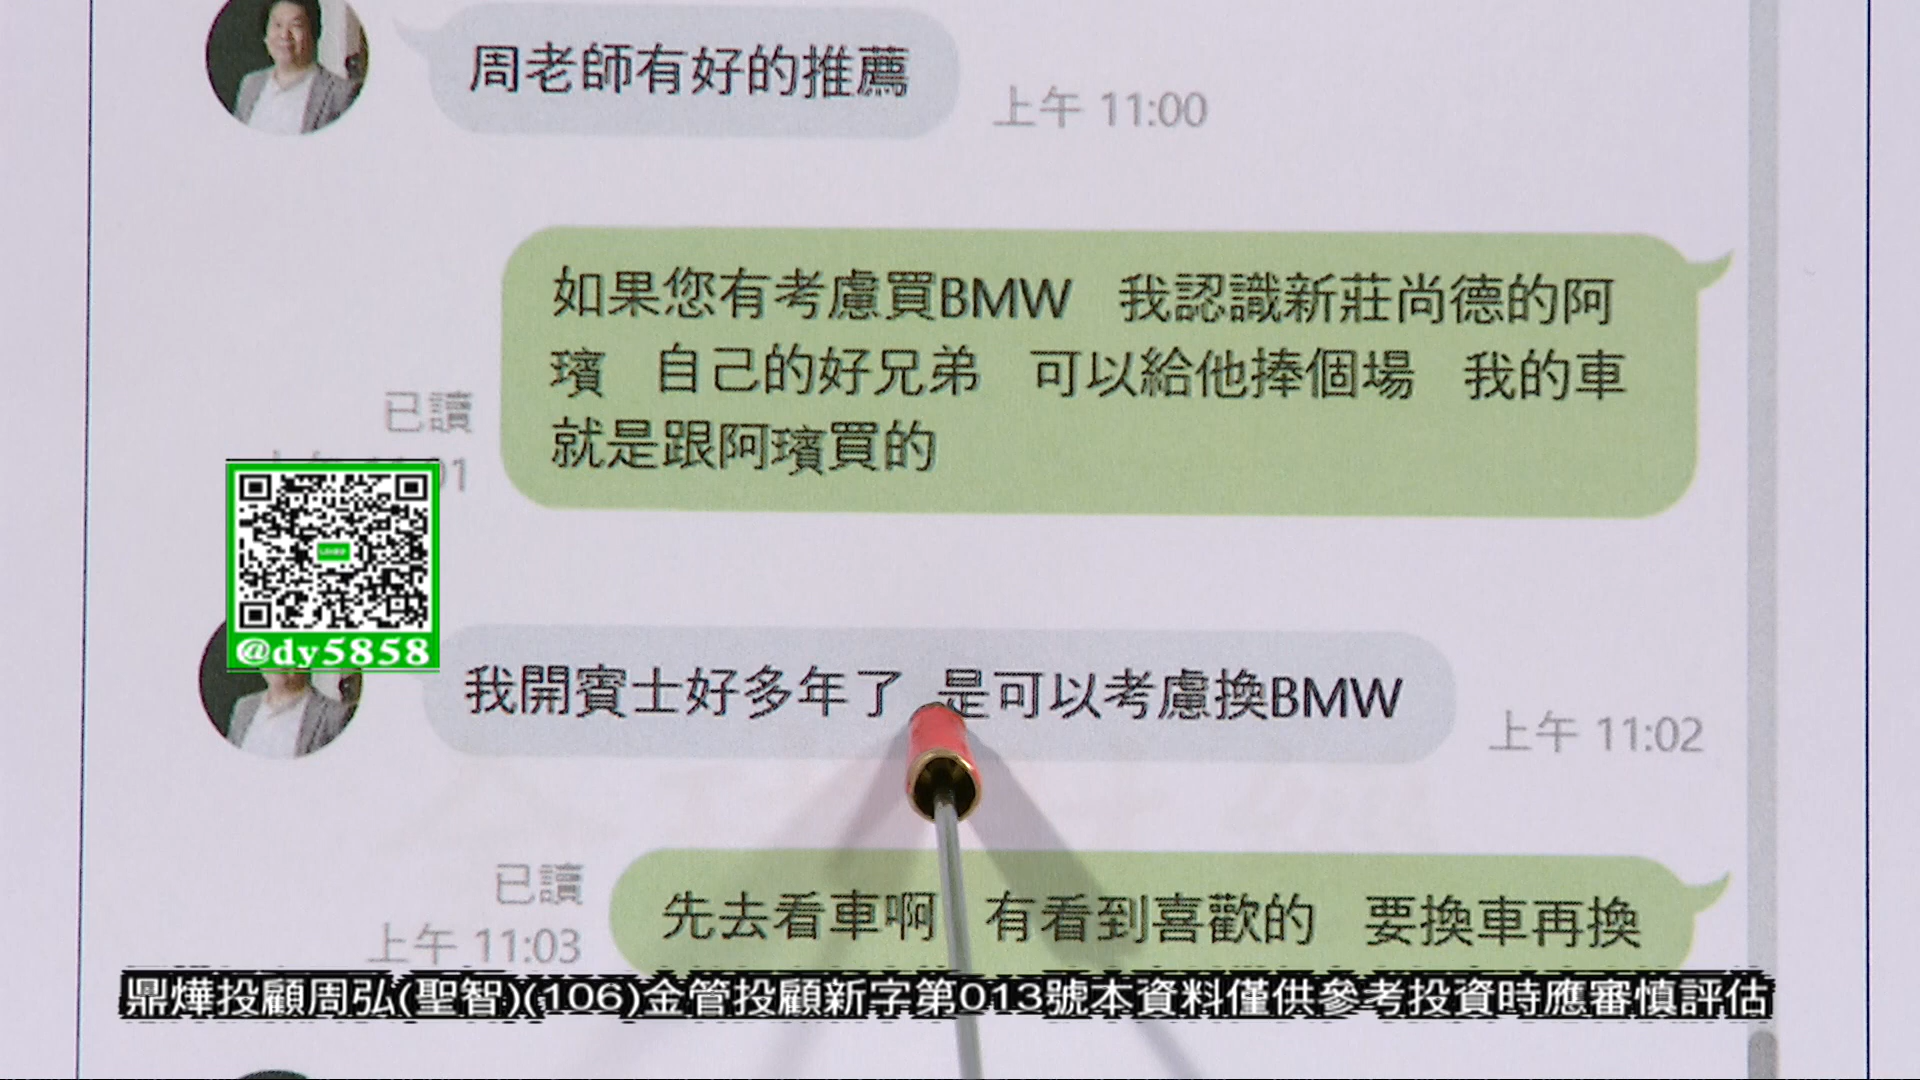 周老師有好的推薦
上午 11:00
如果您有考慮買BMW 我認識新莊尚德的阿
璸 自己的好兄弟 可以給他捧個場 我的車
就是跟阿璸買的
已讀
@dy5858
我開賓士好多年了 是可以考慮換BMW
上午 11:02
已讀
上午 11:03
先去看車啊 有看到喜歡的 要換車再換
鼎燁投顧周弘(聖智)(106)金管投顧新字第013號本資料僅供參考投資時應審慎評估